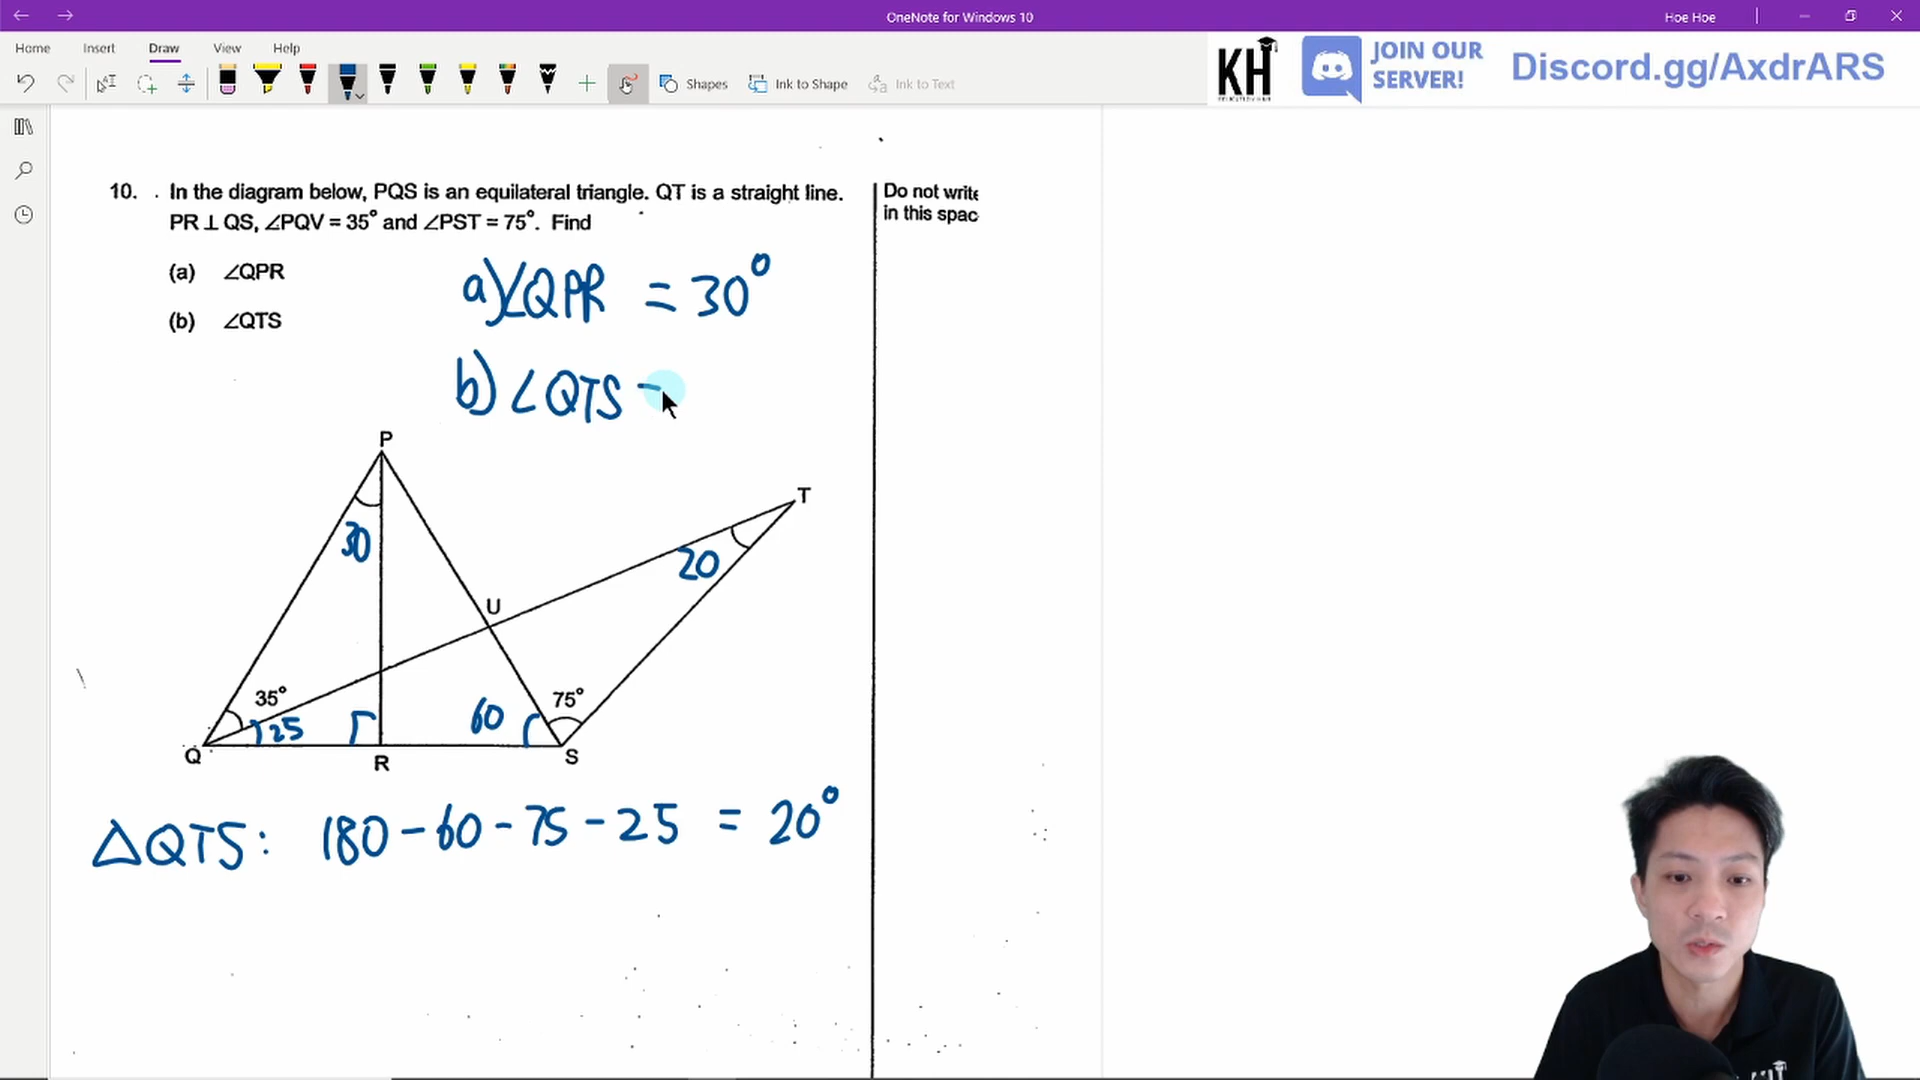 OneNote for Windows 10
Hoe Hoe
Home Insert Draw View Help
Shapes Ink to Shape Ink to Text
KH
JOIN OUR SERVER!
Discord.gg/AxdrARS
10. In the diagram below, PQS is an equilateral triangle. QT is a straight line.
PR ⊥ QS, ∠PQV = 35° and ∠PST = 75°. Find
(a) ∠QPR
(b) ∠QTS
Do not write
in this spac
a) ∠QPR = 30°
b) ∠QTS =
P
T
30
20
U
35°
25
60
75°
Q
R
S
△QTS: 180 - 60 - 75 - 25 = 20°